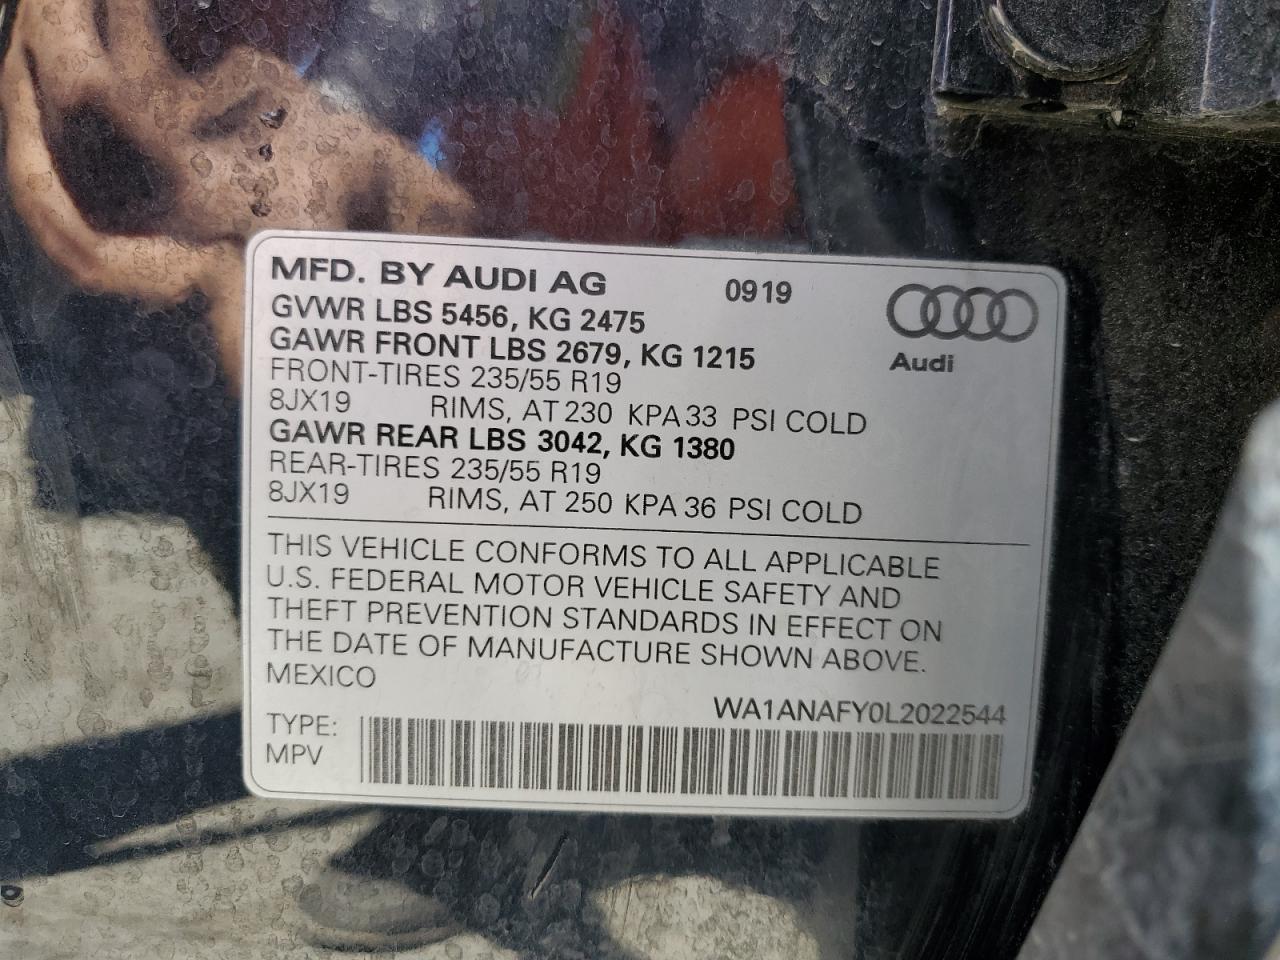 MFD. BY AUDI AG 0919
GVWR LBS 5456, KG 2475
GAWR FRONT LBS 2679, KG 1215
Audi
FRONT-TIRES 235/55 R19
8JX19 RIMS, AT 230 KPA 33 PSI COLD
GAWR REAR LBS 3042, KG 1380
REAR-TIRES 235/55 R19
8JX19 RIMS, AT 250 KPA 36 PSI COLD
THIS VEHICLE CONFORMS TO ALL APPLICABLE
U.S. FEDERAL MOTOR VEHICLE SAFETY AND
THEFT PREVENTION STANDARDS IN EFFECT ON
THE DATE OF MANUFACTURE SHOWN ABOVE.
MEXICO
WA1ANAFY0L2022544
TYPE:
MPV